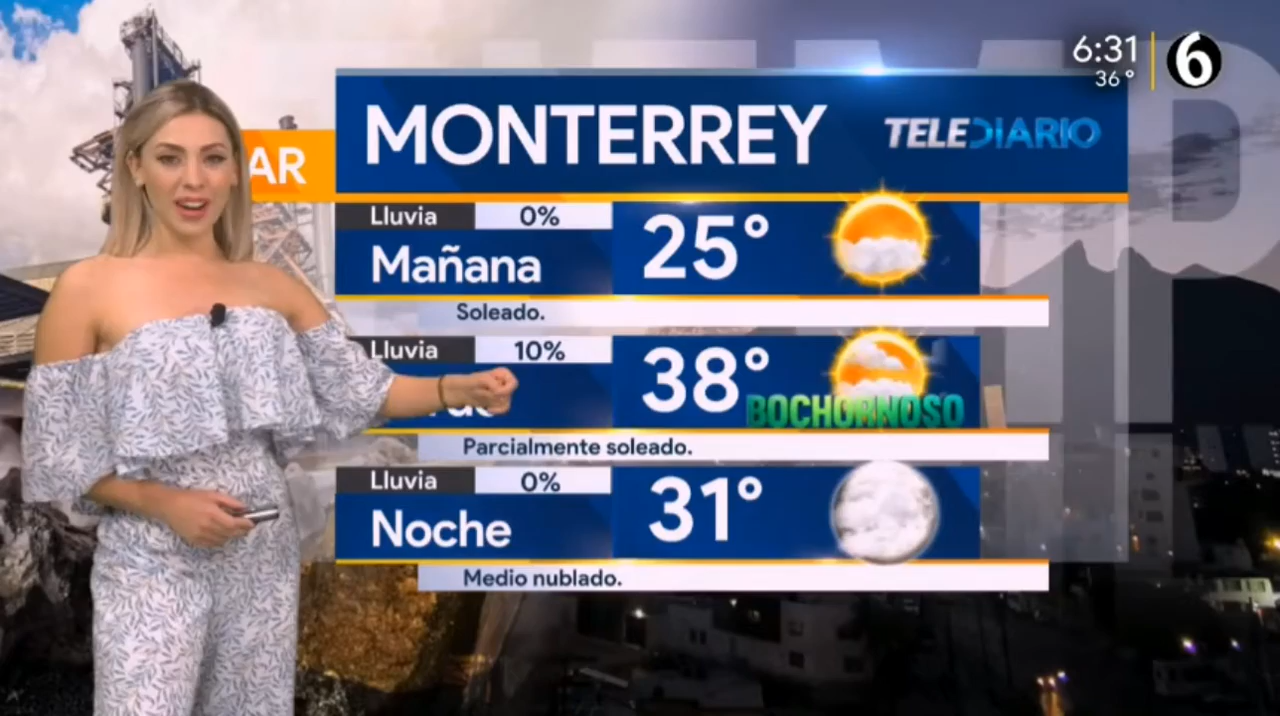 6:31
36°
6
AR
MONTERREY
TELEDIARIO
Lluvia 0%
Mañana 25°
Soleado.
Lluvia 10%
38°
BOCHORNOSO
Parcialmente soleado.
Lluvia 0%
Noche 31°
Medio nublado.